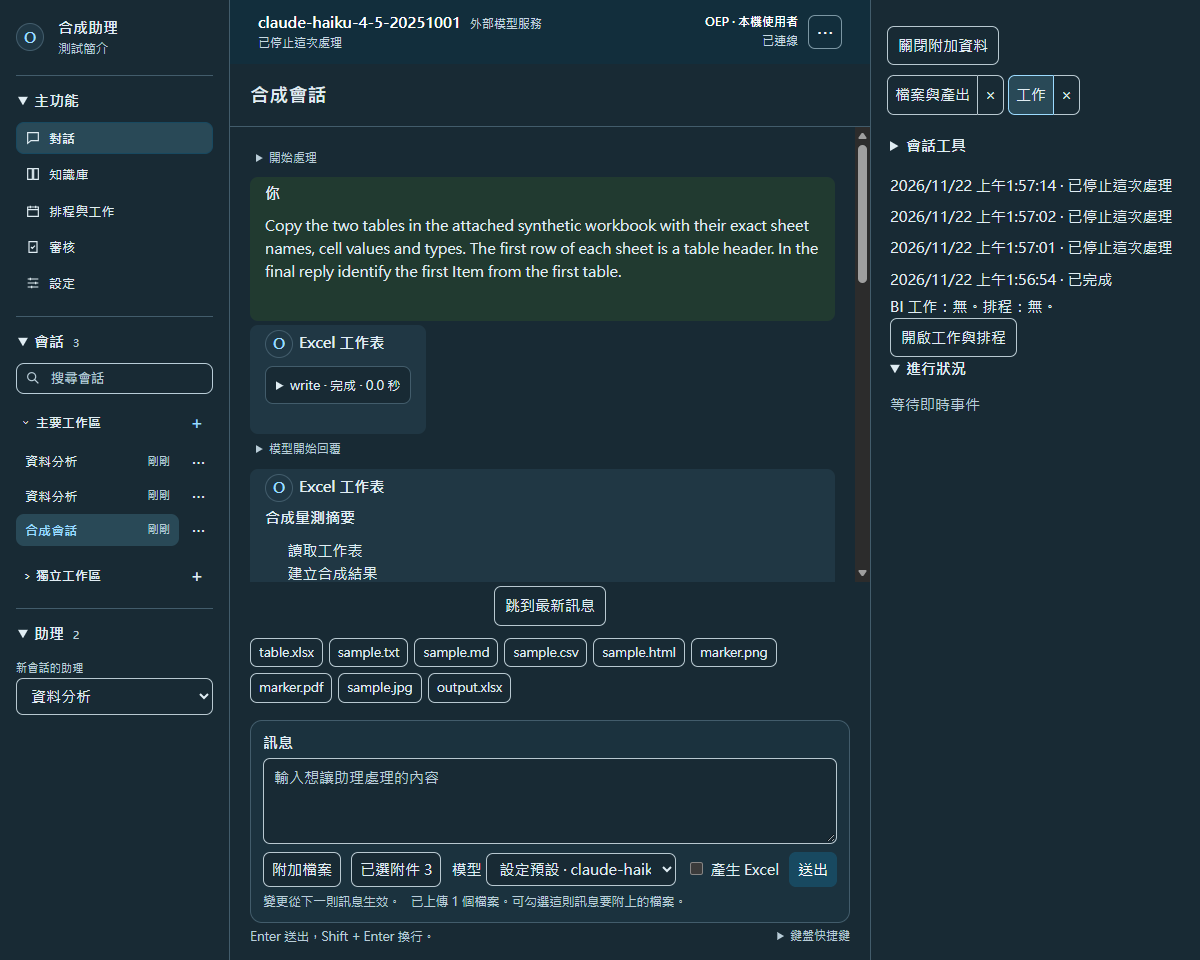 O 合成助理
測試簡介
▼ 主功能
對話
知識庫
排程與工作
審核
設定
▼ 會話 3
搜尋會話
主要工作區 +
資料分析 剛剛 ...
資料分析 剛剛 ...
合成會話 剛剛 ...
獨立工作區 +
▼ 助理 2
新會話的助理
資料分析
claude-haiku-4-5-20251001 外部模型服務
已停止這次處理
OEP · 本機使用者
已連線
...
合成會話
▶ 開始處理
你
Copy the two tables in the attached synthetic workbook with their exact sheet
names, cell values and types. The first row of each sheet is a table header. In the
final reply identify the first Item from the first table.
O Excel 工作表
▶ write · 完成 · 0.0 秒
▶ 模型開始回覆
O Excel 工作表
合成量測摘要
讀取工作表
建立合成結果
跳到最新訊息
table.xlsx sample.txt sample.md sample.csv sample.html marker.png
marker.pdf sample.jpg output.xlsx
訊息
輸入想讓助理處理的內容
附加檔案 已選附件 3 模型 設定預設 · claude-haik 產生 Excel 送出
變更從下一則訊息生效。 已上傳 1 個檔案。可勾選這則訊息要附上的檔案。
Enter 送出，Shift + Enter 換行。
▶ 鍵盤快捷鍵
關閉附加資料
檔案與產出 × 工作 ×
▶ 會話工具
2026/11/22 上午1:57:14 · 已停止這次處理
2026/11/22 上午1:57:02 · 已停止這次處理
2026/11/22 上午1:57:01 · 已停止這次處理
2026/11/22 上午1:56:54 · 已完成
BI 工作：無。排程：無。
開啟工作與排程
▼ 進行狀況
等待即時事件